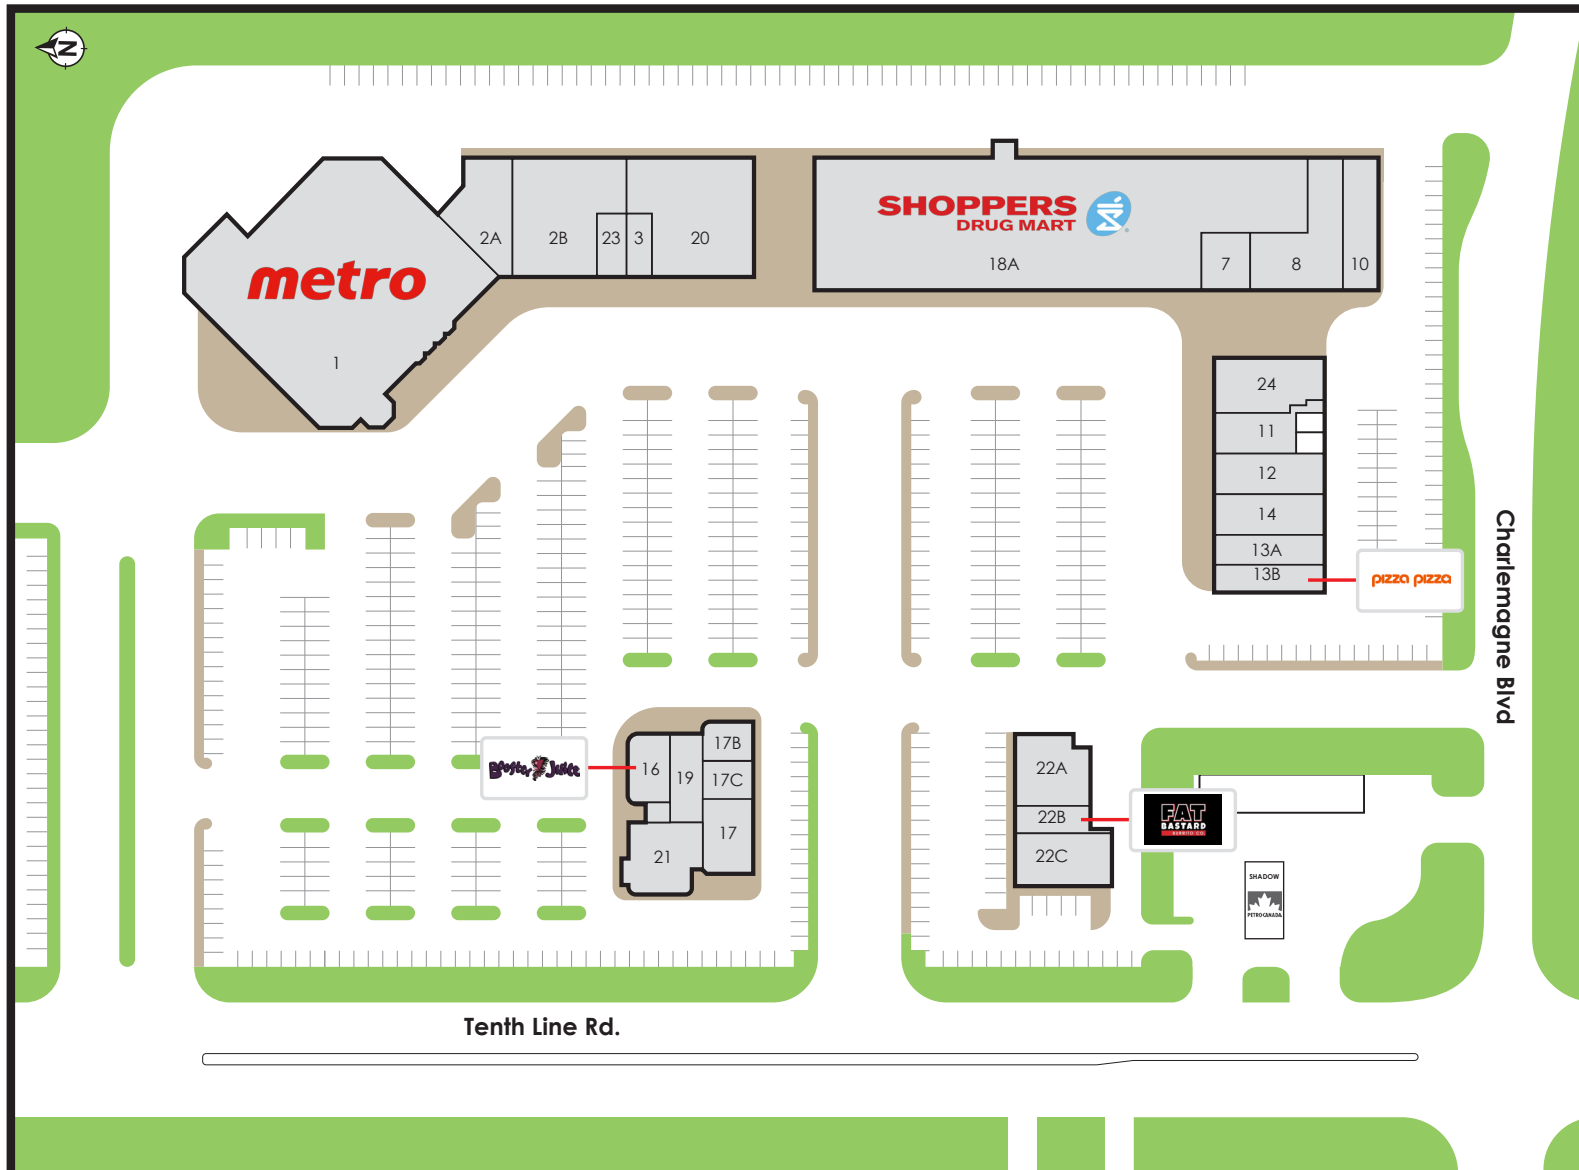 N
SHOPPERS
DRUG MART
metro
2A
2B
23
3
20
18A
7
8
10
1
24
11
12
14
13A
13B
pizza pizza
Charlemagne Blvd
Booster Juice
16
19
17B
17C
17
21
22A
22B
22C
FAT
BASTARD
BURRITO CO.
SHADOW
PETRO-CANADA
Tenth Line Rd.